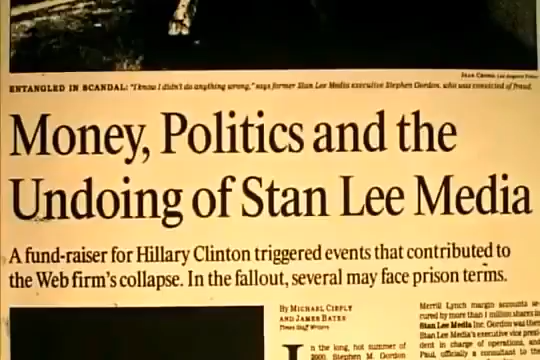 Los Angeles Times
ENTANGLED IN SCANDAL: "I know I didn't do anything wrong," says former Stan Lee Media executive Stephen Gordon, who was convicted of fraud.
Money, Politics and the
Undoing of Stan Lee Media
A fund-raiser for Hillary Clinton triggered events that contributed to
the Web firm's collapse. In the fallout, several may face prison terms.
By MICHAEL CIEPLY
AND JAMES BATES
Times Staff Writers
In the long, hot summer of
2000, Stephen M. Gordon
Merrill Lynch margin accounts se-
cured by more than 1 million shares in
Stan Lee Media Inc. Gordon was then
Stan Lee Media's executive vice presi-
dent in charge of operations, and
Paul, officially a consultant to the